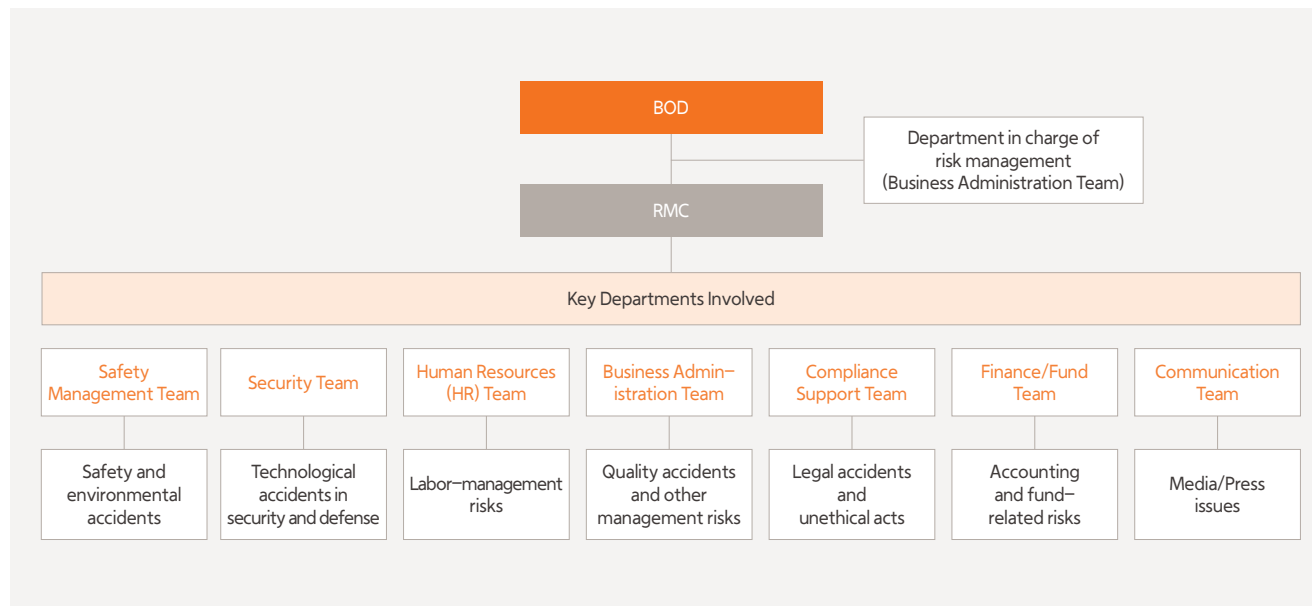 BOD
Department in charge of
risk management
(Business Administration Team)
RMC
Key Departments Involved
Safety
Management Team
Security Team
Human Resources
(HR) Team
Business Admin–
istration Team
Compliance
Support Team
Finance/Fund
Team
Communication
Team
Safety and
environmental
accidents
Technological
accidents in
security and defense
Labor–management
risks
Quality accidents
and other
management risks
Legal accidents
and
unethical acts
Accounting
and fund–
related risks
Media/Press
issues